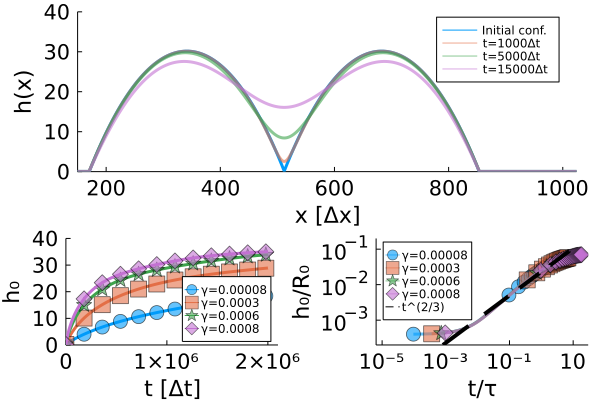 40
30
20
10
0
h(x)
Initial conf.
t=1000Δt
t=5000Δt
t=15000Δt
200 400 600 800 1000
x [Δx]
40
30
20
10
0
h₀
γ=0.00008
γ=0.0003
γ=0.0006
γ=0.0008
0 1×10⁶ 2×10⁶
t [Δt]
10⁻¹
10⁻²
10⁻³
h₀/R₀
γ=0.00008
γ=0.0003
γ=0.0006
γ=0.0008
t^(2/3)
10⁻⁵ 10⁻³ 10⁻¹ 10
t/τ